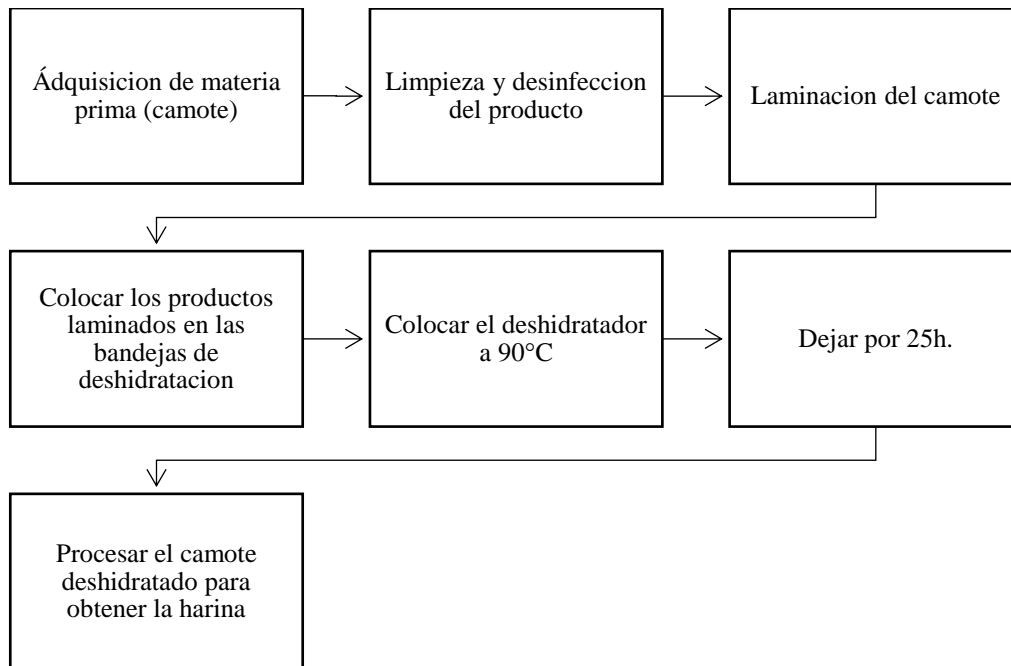 Ádquisicion de materia
prima (camote)
Limpieza y desinfeccion
del producto
Laminacion del camote
Colocar los productos
laminados en las
bandejas de
deshidratacion
Colocar el deshidratador
a 90°C
Dejar por 25h.
Procesar el camote
deshidratado para
obtener la harina